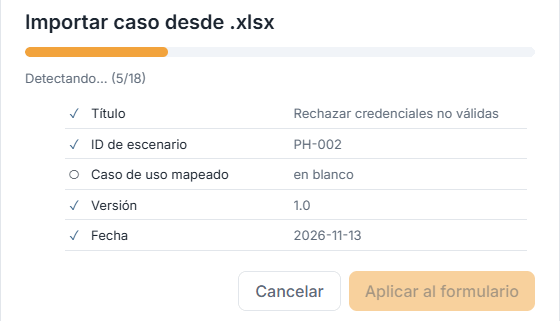 Importar caso desde .xlsx
Detectando... (5/18)
✓ Título Rechazar credenciales no válidas
✓ ID de escenario PH-002
○ Caso de uso mapeado en blanco
✓ Versión 1.0
✓ Fecha 2026-11-13
Cancelar Aplicar al formulario